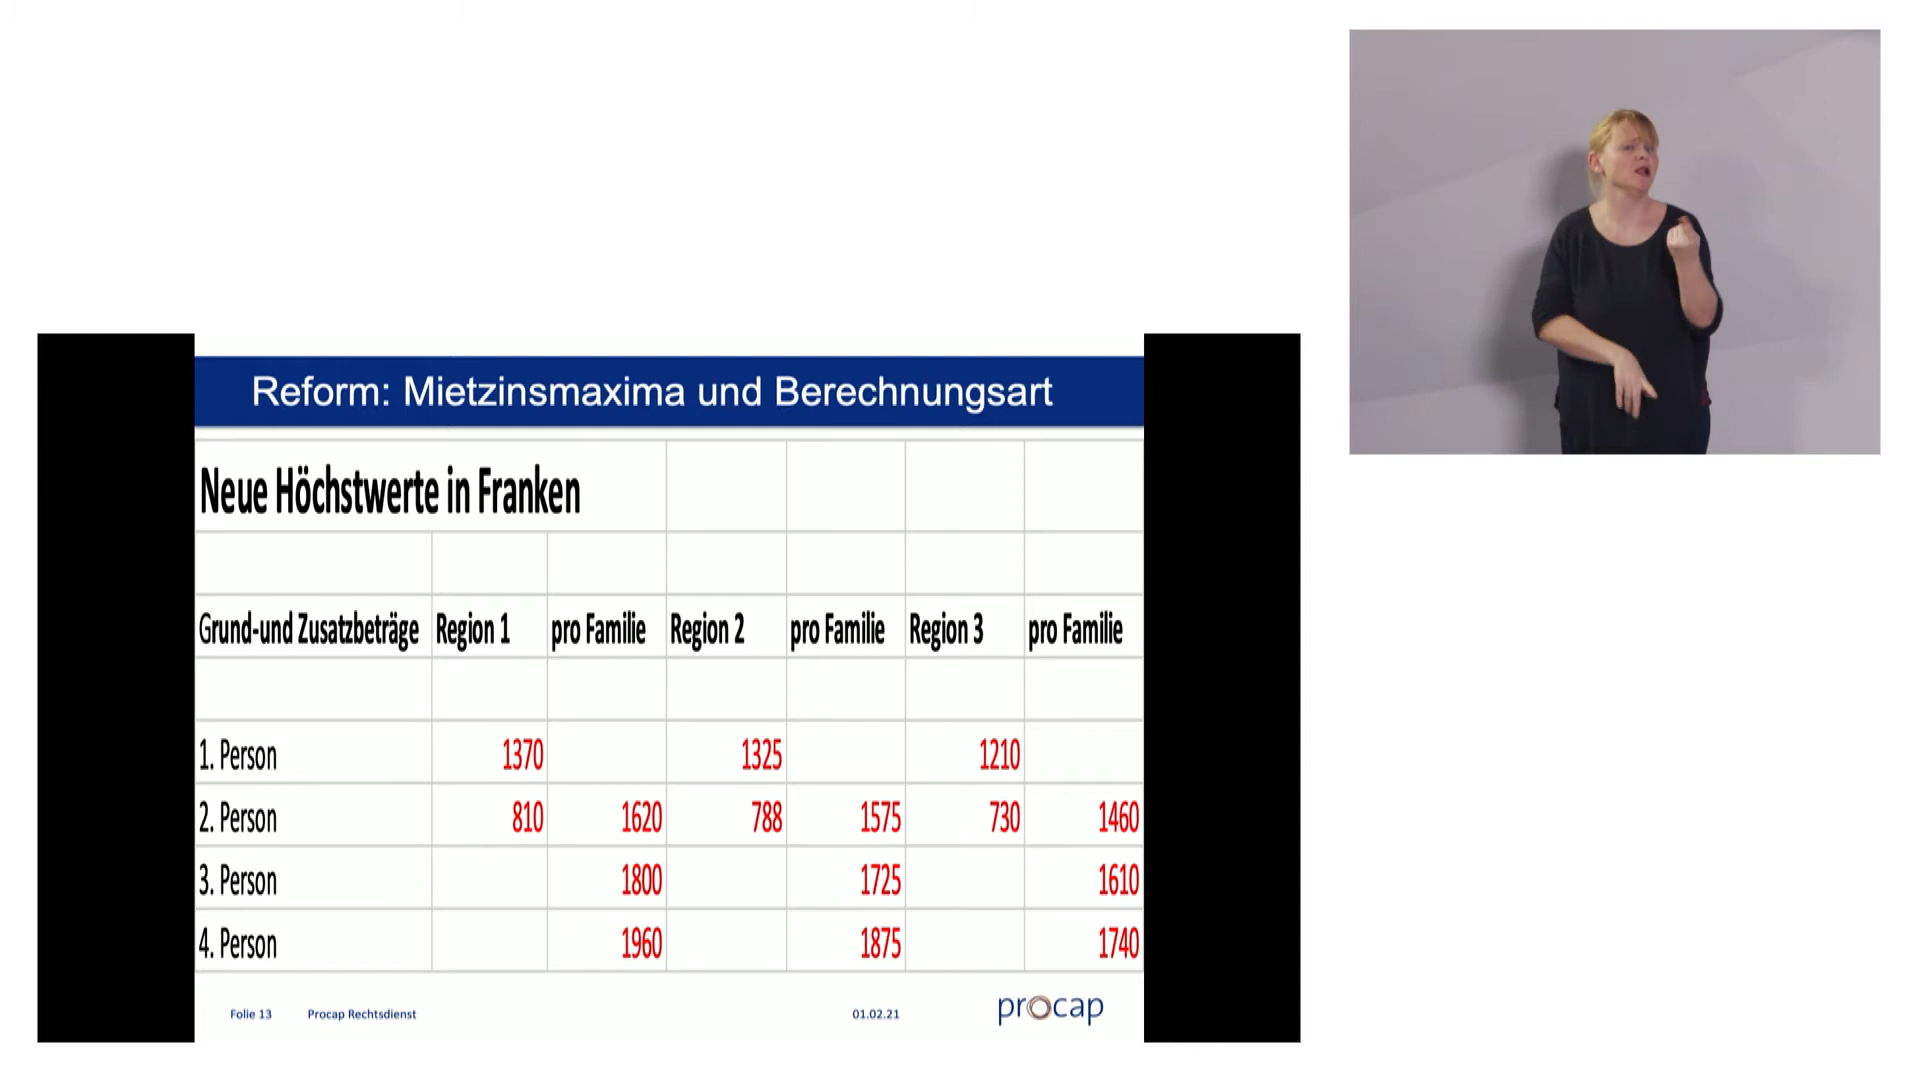 Reform: Mietzinsmaxima und Berechnungsart
Neue Höchstwerte in Franken
Grund-und Zusatzbeträge Region 1 pro Familie Region 2 pro Familie Region 3 pro Familie
1. Person 1370 1325 1210
2. Person 810 1620 788 1575 730 1460
3. Person 1800 1725 1610
4. Person 1960 1875 1740
Folie 13 Procap Rechtsdienst 01.02.21 procap